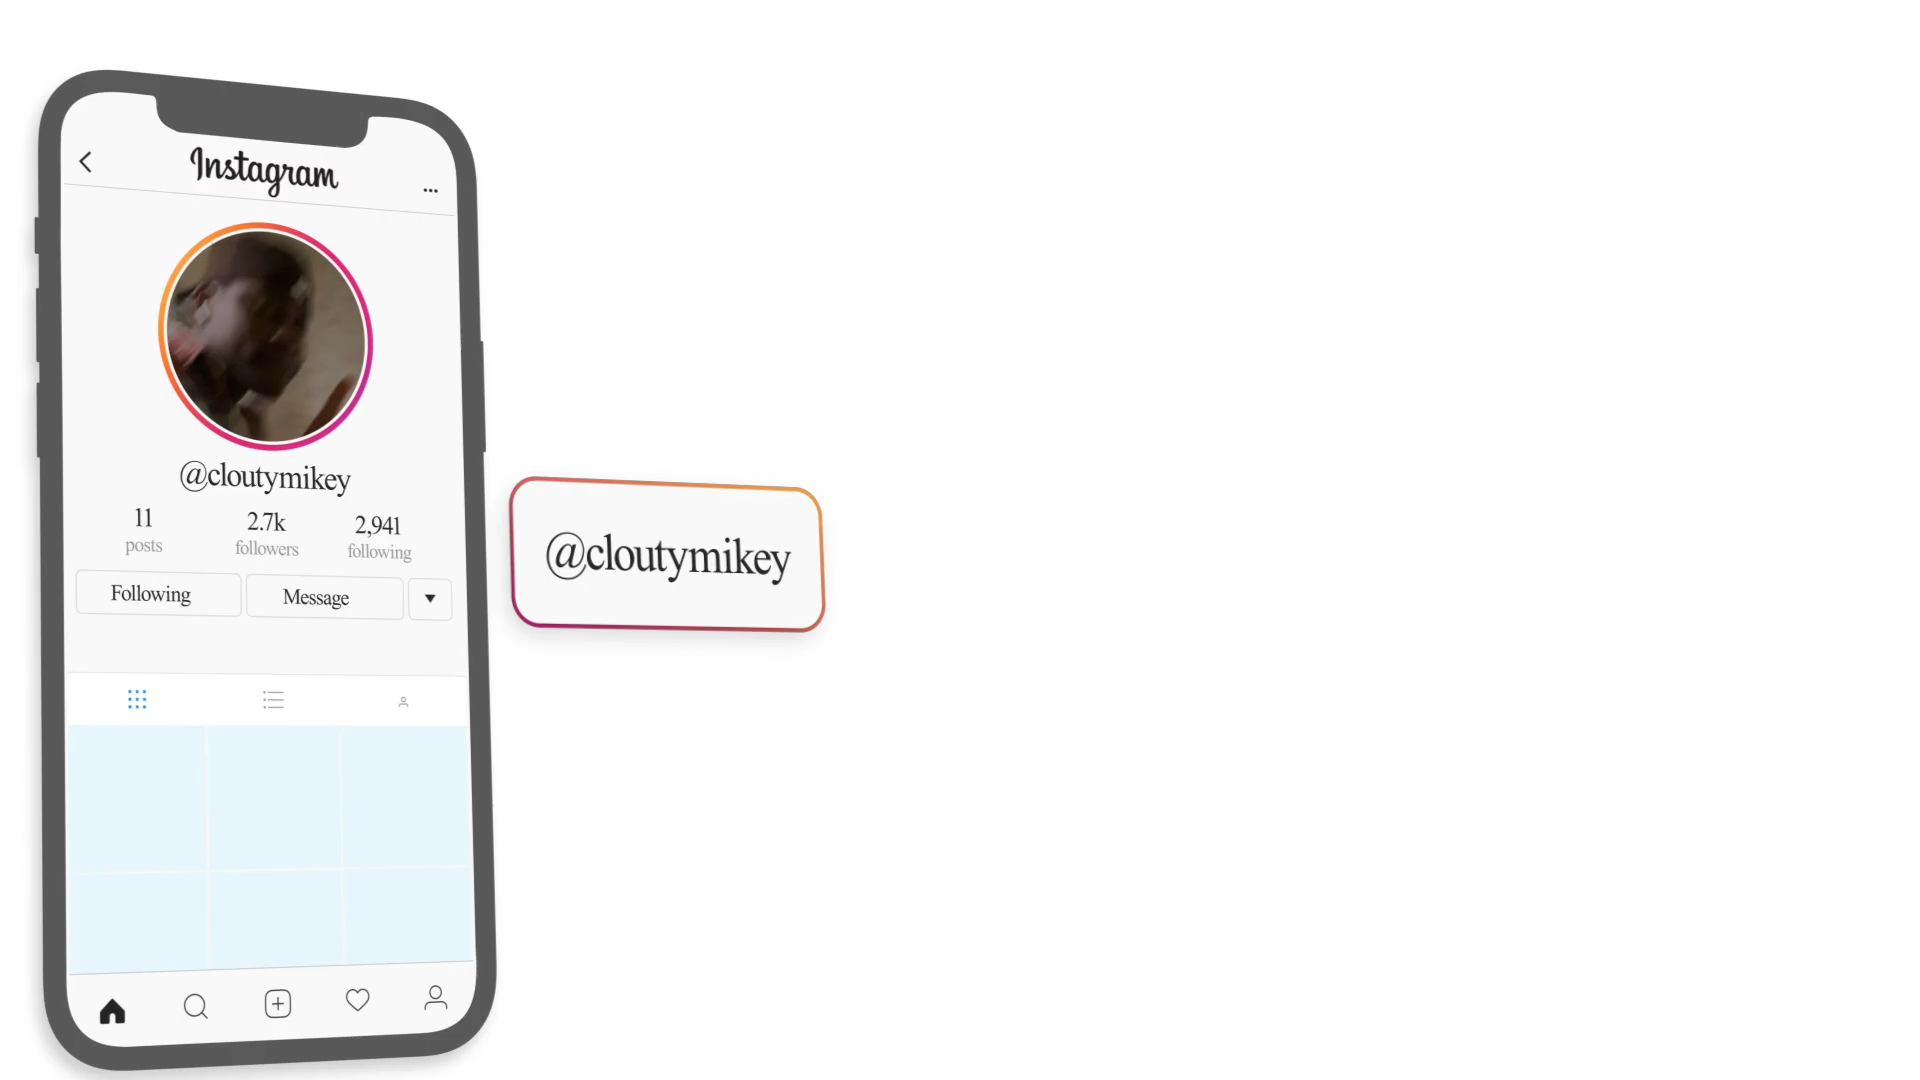 Instagram
@cloutymikey
11 2.7k 2,941
posts followers following
Following Message
@cloutymikey